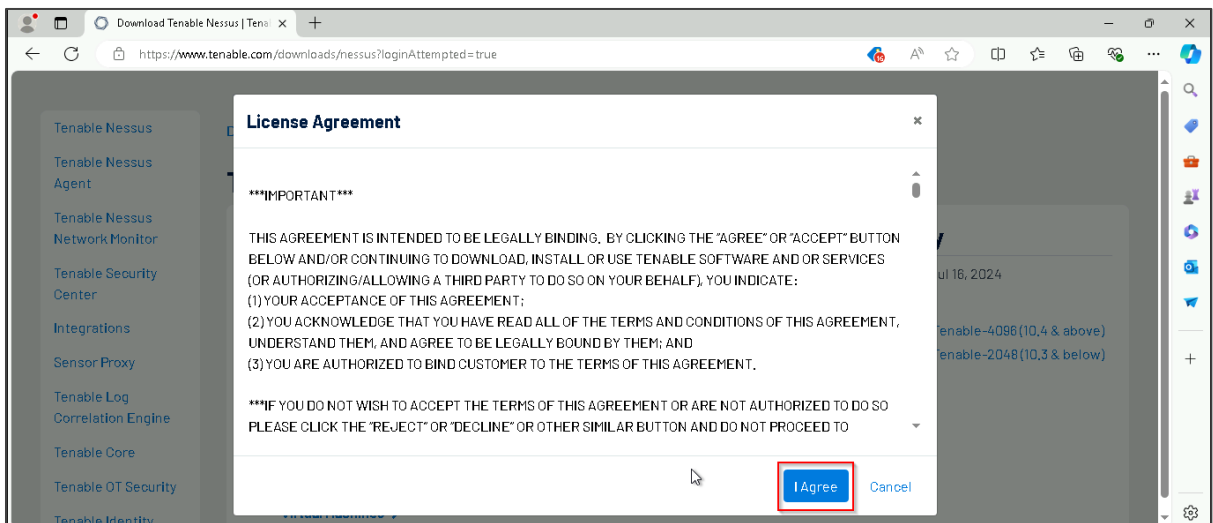 Download Tenable Nessus | Tenal
https://www.tenable.com/downloads/nessus?loginAttempted=true
16
Tenable Nessus
Tenable Nessus
Agent
Tenable Nessus
Network Monitor
Tenable Security
Center
Integrations
Sensor Proxy
Tenable Log
Correlation Engine
Tenable Core
Tenable OT Security
Tenable Identity
License Agreement
***IMPORTANT***
THIS AGREEMENT IS INTENDED TO BE LEGALLY BINDING. BY CLICKING THE "AGREE" OR "ACCEPT" BUTTON
BELOW AND/OR CONTINUING TO DOWNLOAD, INSTALL OR USE TENABLE SOFTWARE AND OR SERVICES
(OR AUTHORIZING/ALLOWING A THIRD PARTY TO DO SO ON YOUR BEHALF), YOU INDICATE:
(1) YOUR ACCEPTANCE OF THIS AGREEMENT;
(2) YOU ACKNOWLEDGE THAT YOU HAVE READ ALL OF THE TERMS AND CONDITIONS OF THIS AGREEMENT,
UNDERSTAND THEM, AND AGREE TO BE LEGALLY BOUND BY THEM; AND
(3) YOU ARE AUTHORIZED TO BIND CUSTOMER TO THE TERMS OF THIS AGREEMENT.
***IF YOU DO NOT WISH TO ACCEPT THE TERMS OF THIS AGREEMENT OR ARE NOT AUTHORIZED TO DO SO
PLEASE CLICK THE "REJECT" OR "DECLINE" OR OTHER SIMILAR BUTTON AND DO NOT PROCEED TO
I Agree
Cancel
ul 16, 2024
Tenable-4096 (10.4 & above)
Tenable-2048 (10.3 & below)